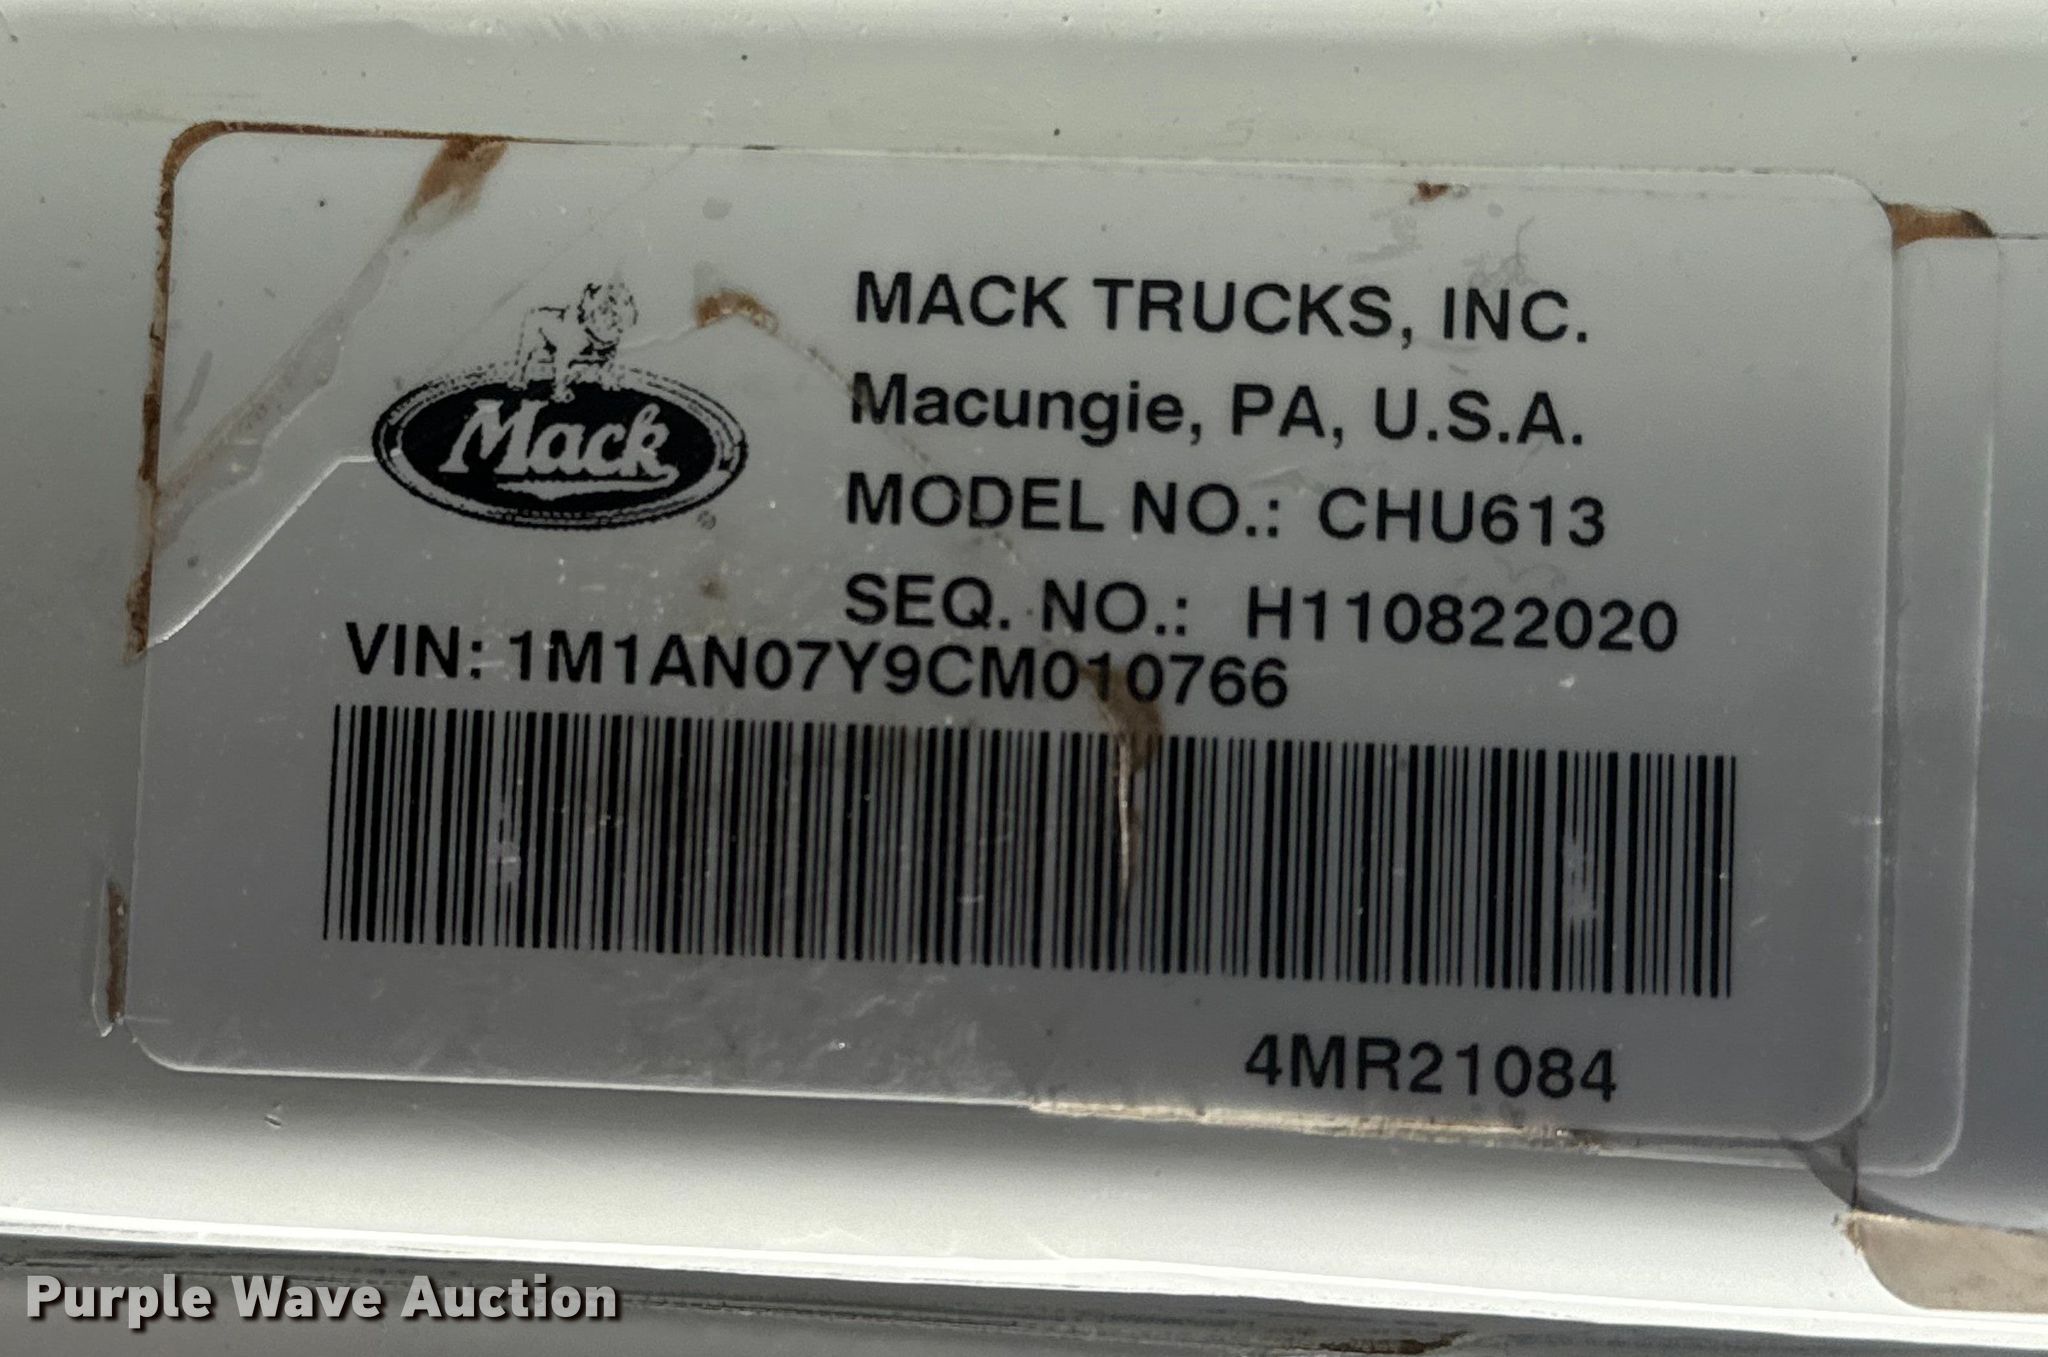 MACK TRUCKS, INC.
Mack
®
Macungie, PA, U.S.A.
MODEL NO.: CHU613
SEQ. NO.: H110822020
VIN: 1M1AN07Y9CM010766
4MR21084
Purple Wave Auction